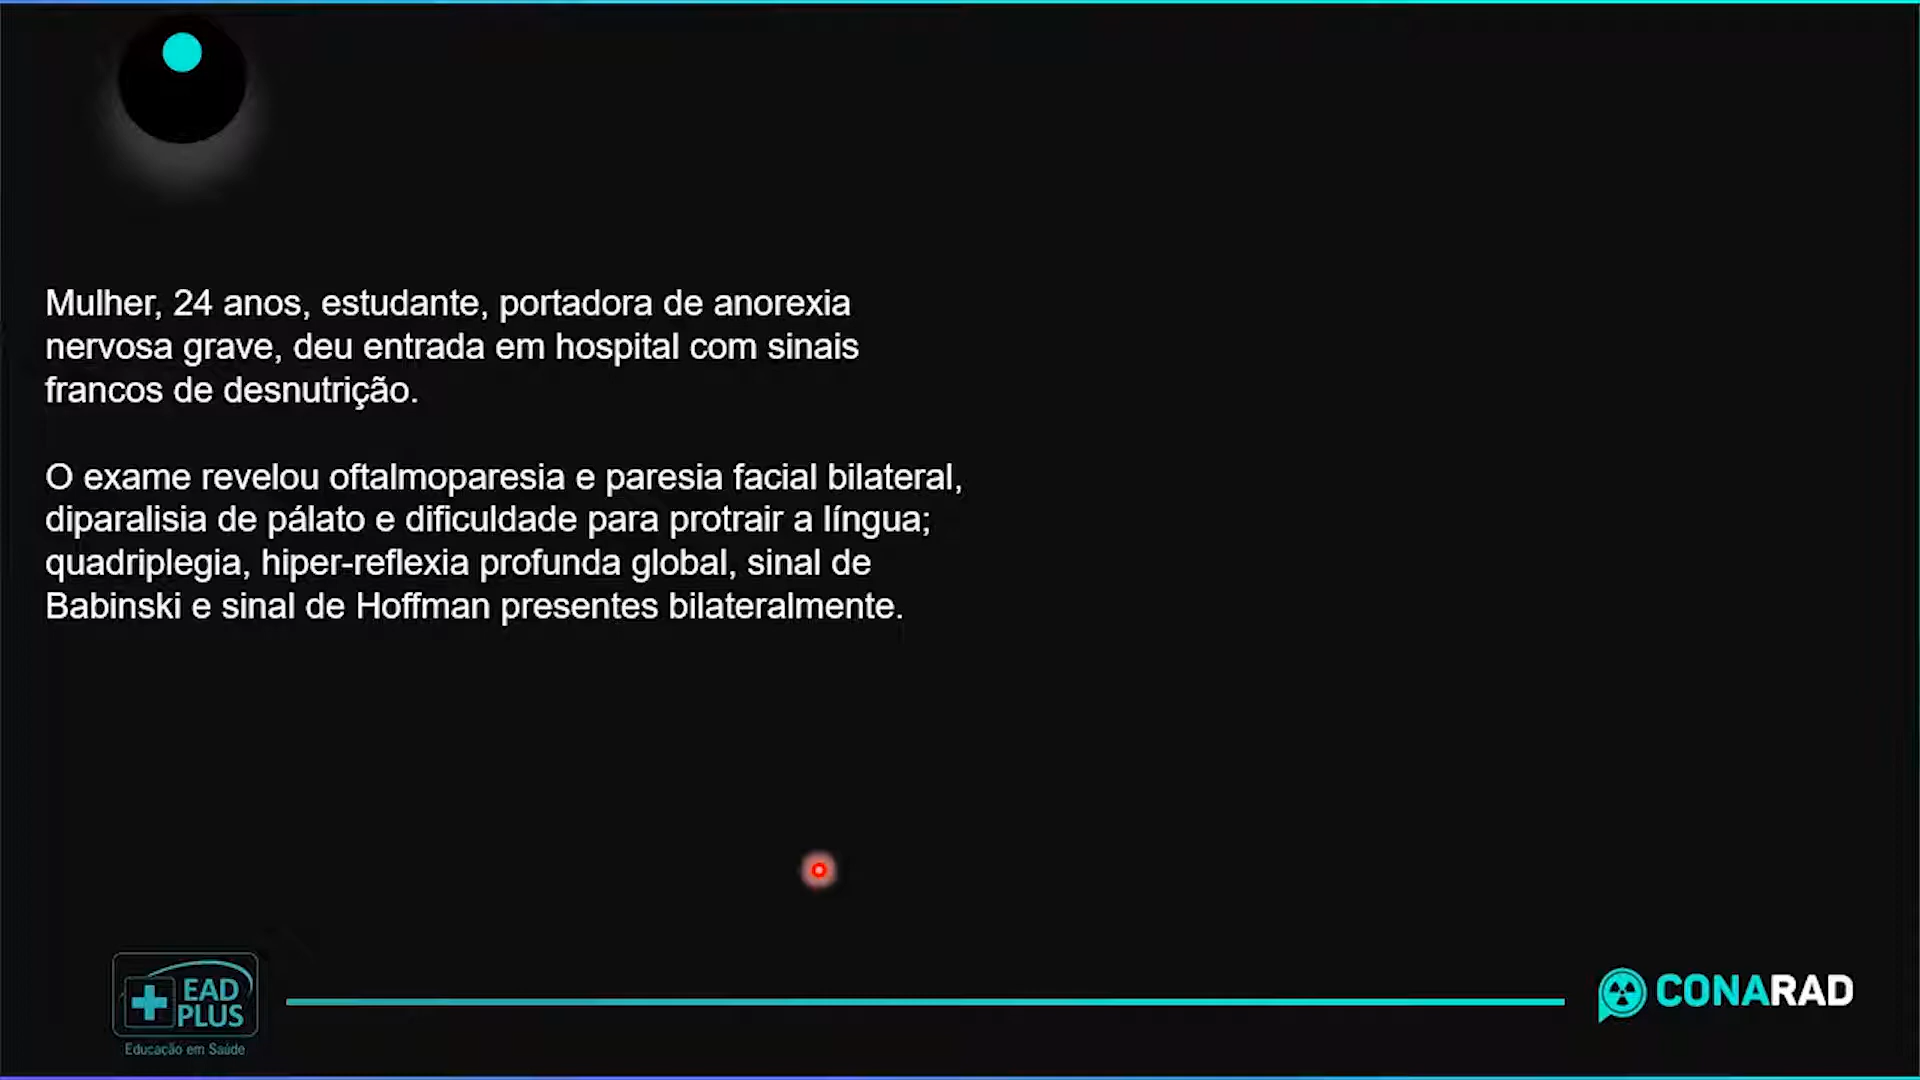 Mulher, 24 anos, estudante, portadora de anorexia
nervosa grave, deu entrada em hospital com sinais
francos de desnutrição.
O exame revelou oftalmoparesia e paresia facial bilateral,
diparalisia de pálato e dificuldade para protrair a língua;
quadriplegia, hiper-reflexia profunda global, sinal de
Babinski e sinal de Hoffman presentes bilateralmente.
EAD
PLUS
Educação em Saúde
CONARAD